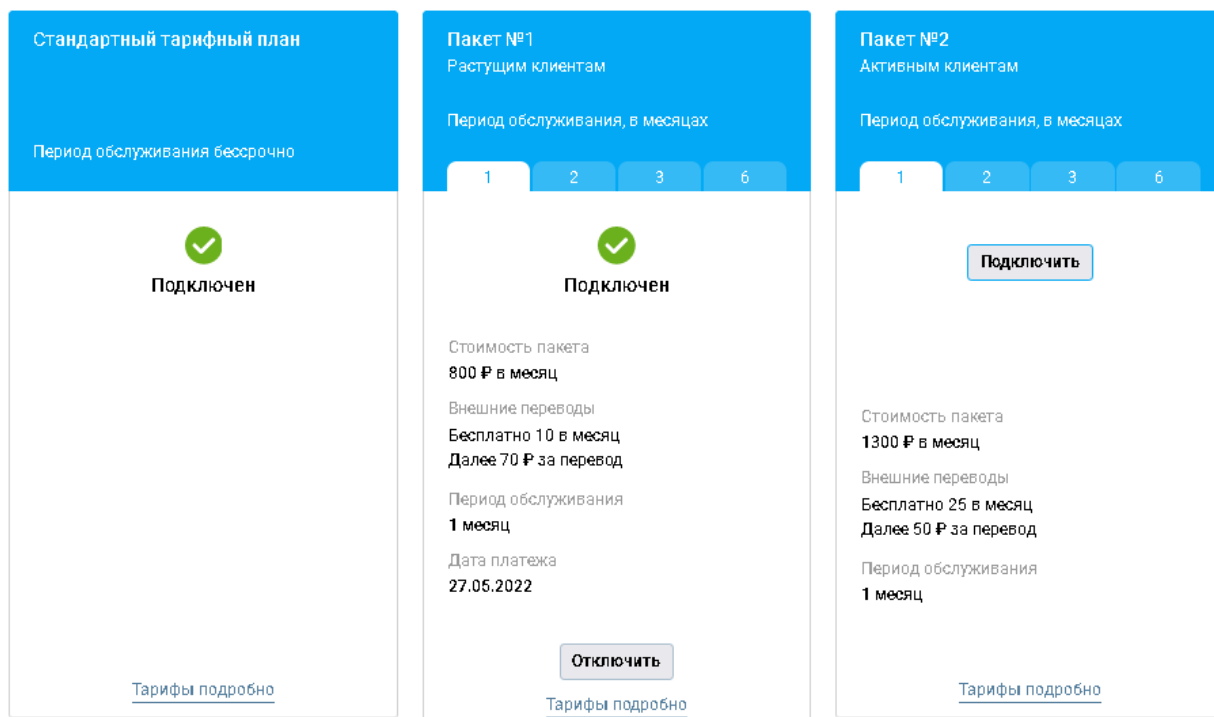 Стандартный тарифный план
Период обслуживания бессрочно
Подключен
Тарифы подробно
Пакет №1
Растущим клиентам
Период обслуживания, в месяцах
1 2 3 6
Подключен
Стоимость пакета
800 ₽ в месяц
Внешние переводы
Бесплатно 10 в месяц
Далее 70 ₽ за перевод
Период обслуживания
1 месяц
Дата платежа
27.05.2022
Отключить
Тарифы подробно
Пакет №2
Активным клиентам
Период обслуживания, в месяцах
1 2 3 6
Подключить
Стоимость пакета
1300 ₽ в месяц
Внешние переводы
Бесплатно 25 в месяц
Далее 50 ₽ за перевод
Период обслуживания
1 месяц
Тарифы подробно